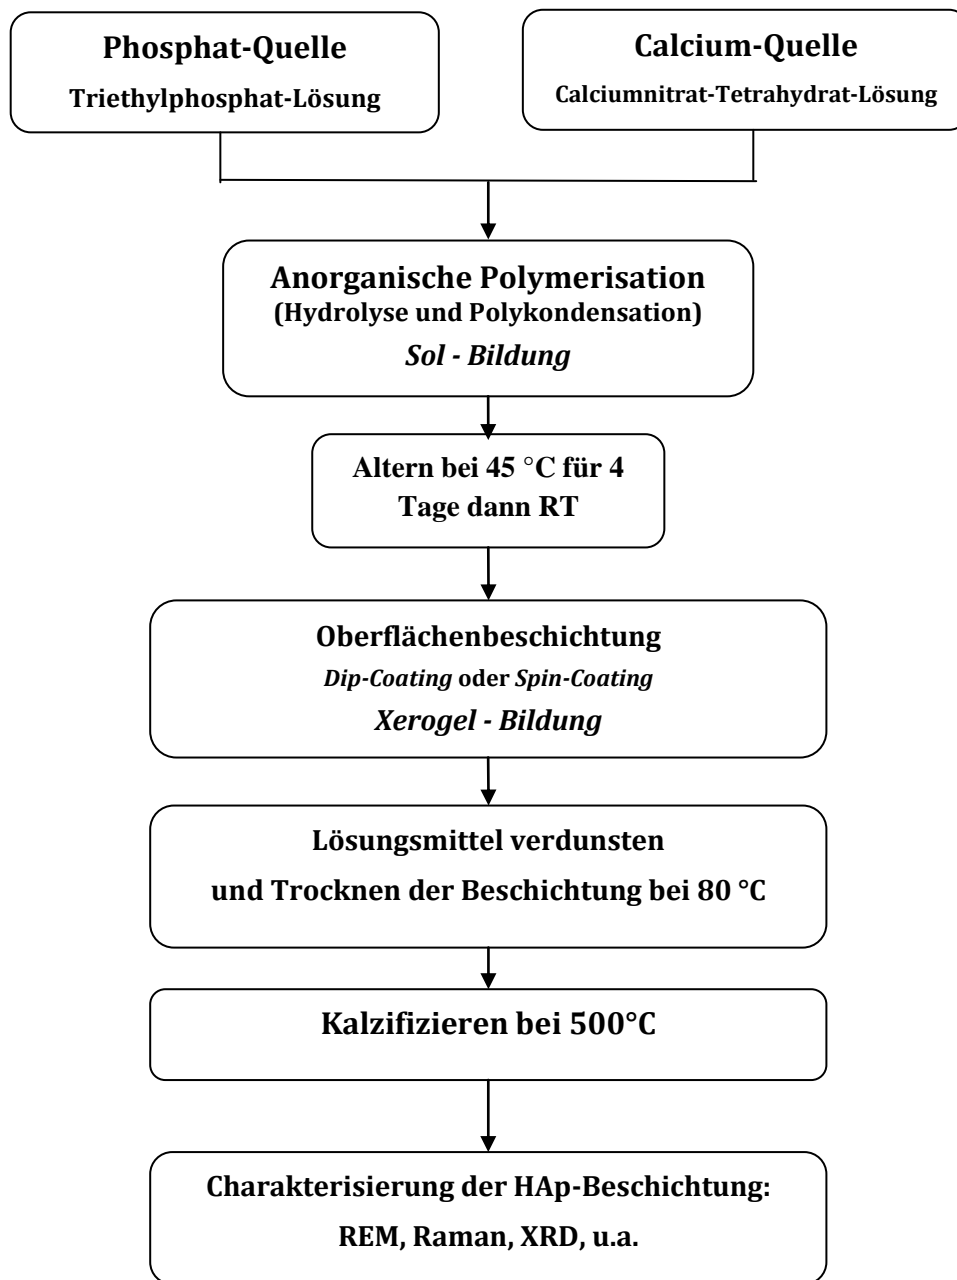 Phosphat-Quelle
Triethylphosphat-Lösung
Calcium-Quelle
Calciumnitrat-Tetrahydrat-Lösung
Anorganische Polymerisation
(Hydrolyse und Polykondensation)
Sol - Bildung
Altern bei 45 °C für 4
Tage dann RT
Oberflächenbeschichtung
Dip-Coating oder Spin-Coating
Xerogel - Bildung
Lösungsmittel verdunsten
und Trocknen der Beschichtung bei 80 °C
Kalzifizieren bei 500°C
Charakterisierung der HAp-Beschichtung:
REM, Raman, XRD, u.a.